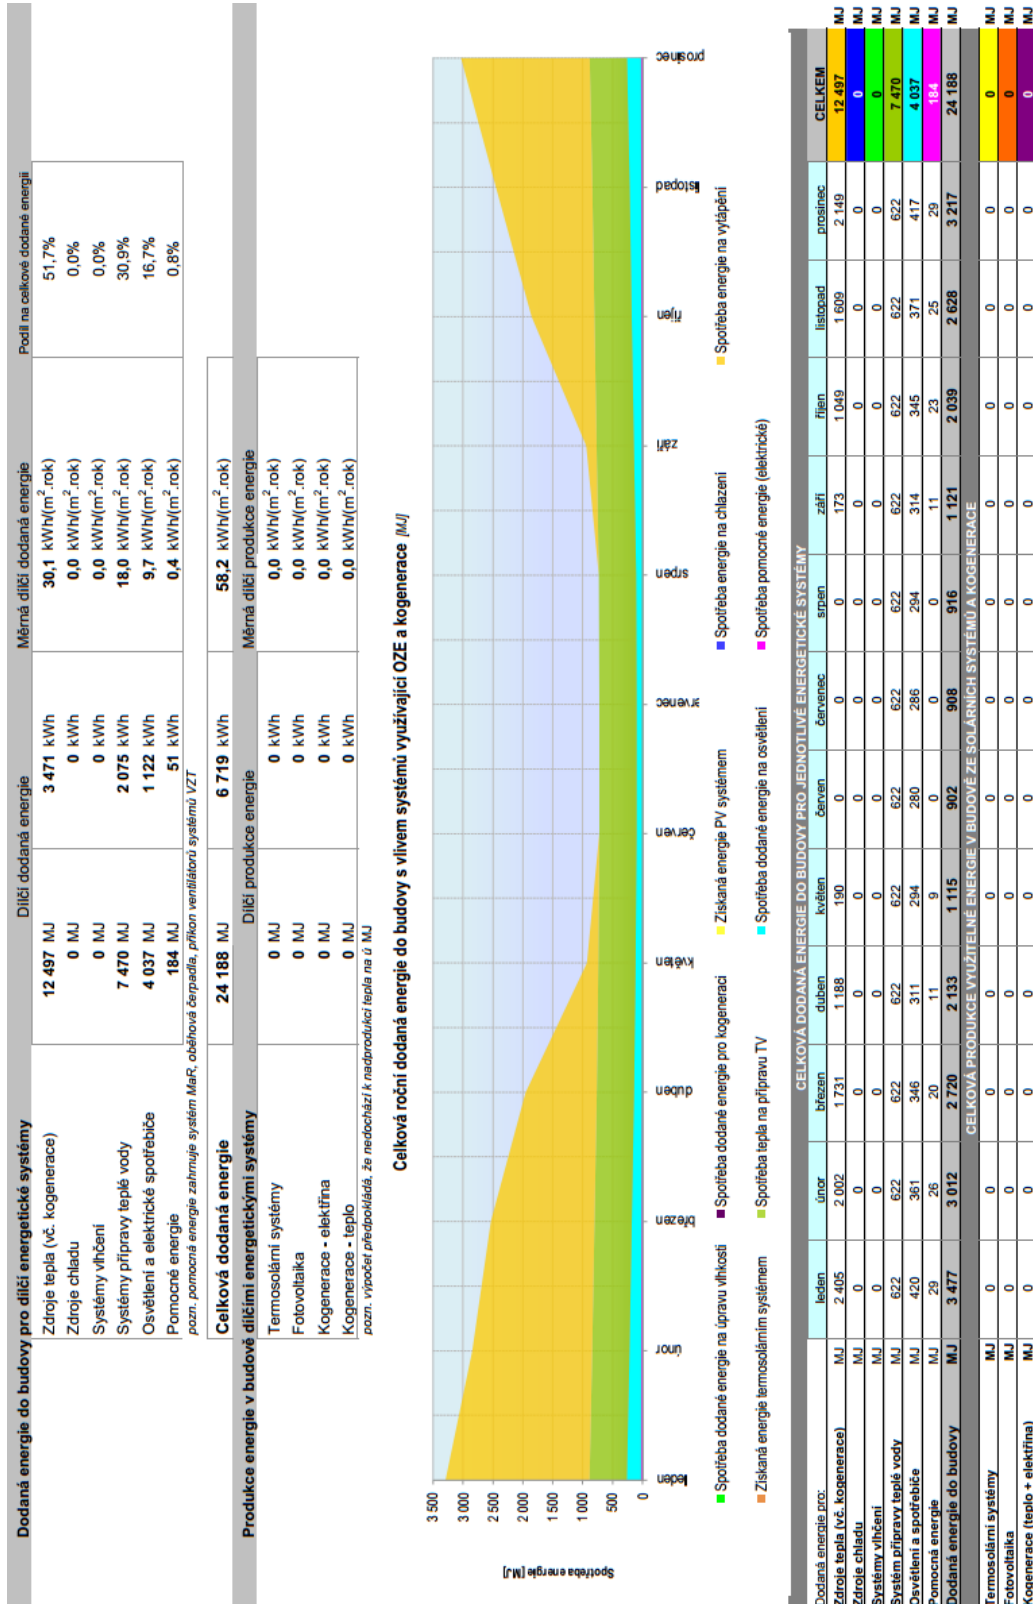 Dodaná energie do budovy pro dílčí energetické systémy Dílčí dodaná energie Měrná dílčí dodaná energie Podíl na celkové dodané energii
Zdroje tepla (vč. kogenerace) 12 497 MJ 3 471 kWh 30,1 kWh/(m².rok) 51,7%
Zdroje chladu 0 MJ 0 kWh 0,0 kWh/(m².rok) 0,0%
Systémy vlhčení 0 MJ 0 kWh 0,0 kWh/(m².rok) 0,0%
Systémy přípravy teplé vody 7 470 MJ 2 075 kWh 18,0 kWh/(m².rok) 30,9%
Osvětlení a elektrické spotřebiče 4 037 MJ 1 122 kWh 9,7 kWh/(m².rok) 16,7%
Pomocné energie 184 MJ 51 kWh 0,4 kWh/(m².rok) 0,8%
pozn. pomocná energie zahrnuje systém MaR, oběhová čerpadla, příkon ventilátorů systémů VZT
Celková dodaná energie 24 188 MJ 6 719 kWh 58,2 kWh/(m².rok)
Produkce energie v budově dílčími energetickými systémy Dílčí produkce energie Měrná dílčí produkce energie
Termosolární systémy 0 MJ 0 kWh 0,0 kWh/(m².rok)
Fotovoltaika 0 MJ 0 kWh 0,0 kWh/(m².rok)
Kogenerace - elektřina 0 MJ 0 kWh 0,0 kWh/(m².rok)
Kogenerace - teplo 0 MJ 0 kWh 0,0 kWh/(m².rok)
pozn. výpočet předpokládá, že nedochází k nadprodukci tepla na ú MJ
Celková roční dodaná energie do budovy s vlivem systémů využívající OZE a kogenerace [MJ]
Spotřeba energie [MJ]
3 500
3 000
2 500
2 000
1 500
1 000
500
0
leden únor březen duben květen červen srvenec srpen září říjen listopad prosinec
Spotřeba dodané energie na úpravu vlhkosti Spotřeba dodané energie pro kogeneraci Získaná energie PV systémem Spotřeba energie na chlazení Spotřeba energie na vytápění
Získaná energie termosolárním systémem Spotřeba tepla na přípravu TV Spotřeba dodané energie na osvětlení Spotřeba pomocné energie (elektrické)
CELKOVÁ DODANÁ ENERGIE DO BUDOVY PRO JEDNOTLIVÉ ENERGETICKÉ SYSTÉMY
Dodaná energie pro: leden únor březen duben květen červen červenec srpen září říjen listopad prosinec CELKEM
Zdroje tepla (vč. kogenerace) MJ 2 405 2 002 1 731 1 188 190 0 0 0 173 1 049 1 609 2 149 12 497 MJ
Zdroje chladu MJ 0 0 0 0 0 0 0 0 0 0 0 0 0 MJ
Systémy vlhčení MJ 0 0 0 0 0 0 0 0 0 0 0 0 0 MJ
Systém přípravy teplé vody MJ 622 622 622 622 622 622 622 622 622 622 622 622 7 470 MJ
Osvětlení a spotřebiče MJ 420 361 346 311 294 280 286 294 314 345 371 417 4 037 MJ
Pomocná energie MJ 29 26 20 11 9 0 0 0 11 23 25 29 184 MJ
Dodaná energie do budovy MJ 3 477 3 012 2 720 2 133 1 115 902 908 916 1 121 2 039 2 628 3 217 24 188 MJ
CELKOVÁ PRODUKCE VYUŽITELNÉ ENERGIE V BUDOVĚ ZE SOLÁRNÍCH SYSTÉMŮ A KOGENERACE
Termosolární systémy MJ 0 0 0 0 0 0 0 0 0 0 0 0 0 MJ
Fotovoltaika MJ 0 0 0 0 0 0 0 0 0 0 0 0 0 MJ
Kogenerace (teplo + elektřina) MJ 0 0 0 0 0 0 0 0 0 0 0 0 0 MJ